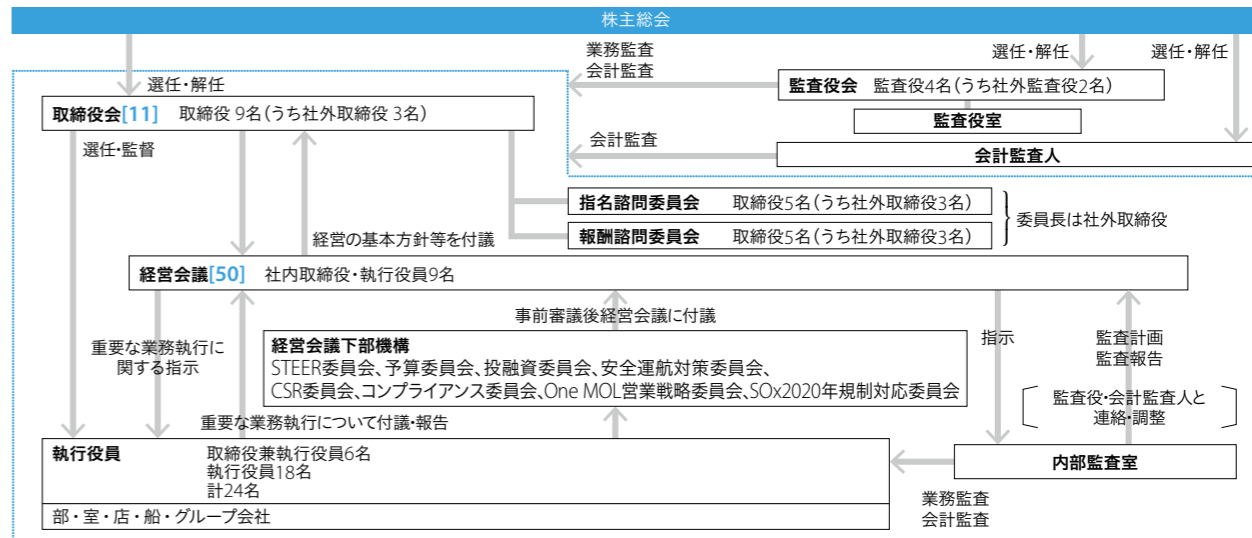 株主総会
業務監査
会計監査
選任・解任
選任・解任
選任・解任
監査役会 監査役4名(うち社外監査役2名)
取締役会[11] 取締役 9名(うち社外取締役 3名)
監査役室
選任・監督
会計監査
会計監査人
指名諮問委員会 取締役5名(うち社外取締役3名)
委員長は社外取締役
報酬諮問委員会 取締役5名(うち社外取締役3名)
経営の基本方針等を付議
経営会議[50] 社内取締役・執行役員9名
事前審議後経営会議に付議
重要な業務執行に
関する指示
経営会議下部機構
STEER委員会、予算委員会、投融資委員会、安全運航対策委員会、
CSR委員会、コンプライアンス委員会、One MOL営業戦略委員会、SOx2020年規制対応委員会
指示
監査計画
監査報告
監査役・会計監査人と
連絡・調整
重要な業務執行について付議・報告
執行役員 取締役兼執行役員6名
執行役員18名
計24名
内部監査室
業務監査
会計監査
部・室・店・船・グループ会社